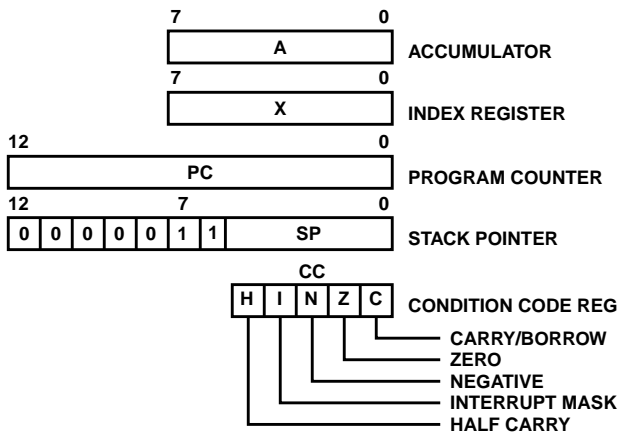 7 0
A ACCUMULATOR
7 0
X INDEX REGISTER
12 0
PC PROGRAM COUNTER
12 7 0
0 0 0 0 0 1 1 SP STACK POINTER
CC
H I N Z C CONDITION CODE REG
CARRY/BORROW
ZERO
NEGATIVE
INTERRUPT MASK
HALF CARRY